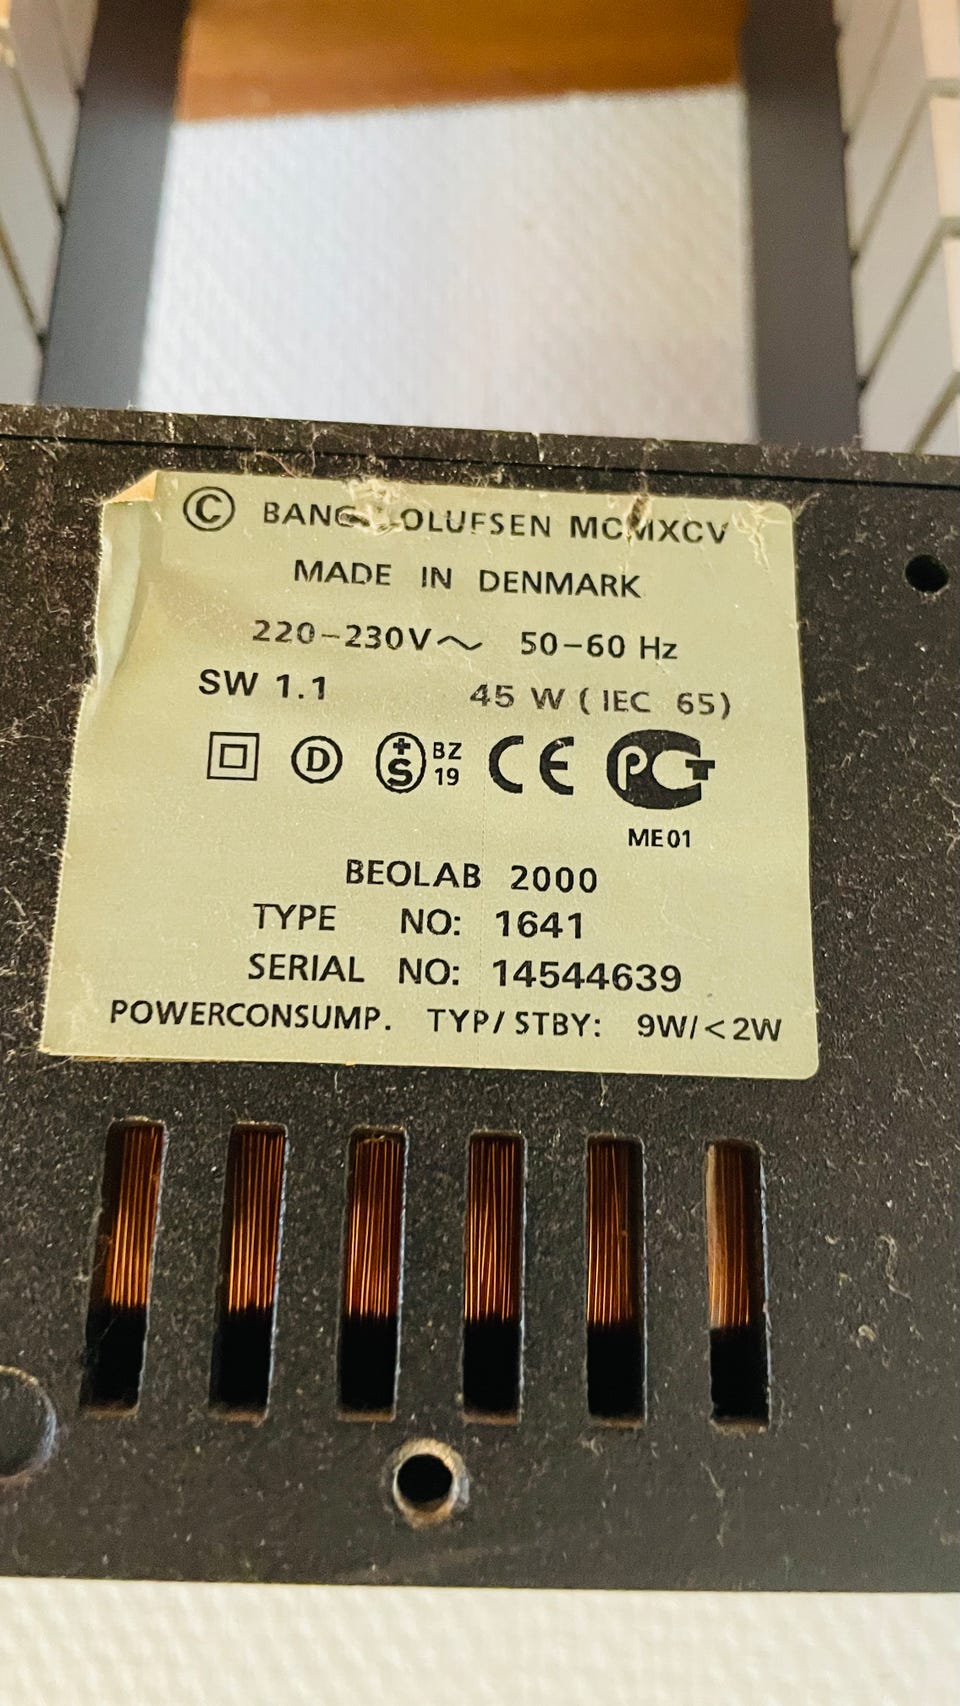 © BANG OLUFSEN MCMXCV
MADE IN DENMARK
220-230V~ 50-60 Hz
SW 1.1 45 W ( IEC 65)
D +S BZ 19 CE PCT
ME01
BEOLAB 2000
TYPE NO: 1641
SERIAL NO: 14544639
POWERCONSUMP. TYP/STBY: 9W/<2W